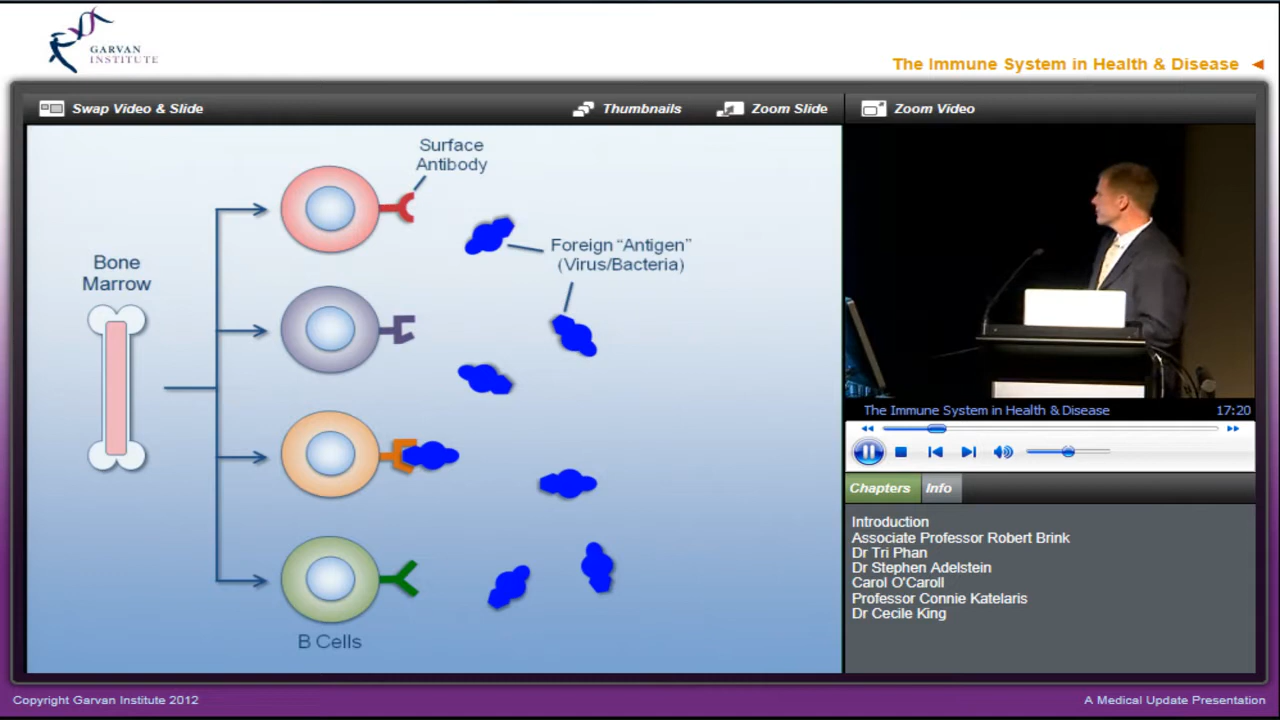 GARVAN
INSTITUTE
The Immune System in Health & Disease
Swap Video & Slide
Thumbnails
Zoom Slide
Zoom Video
Surface
Antibody
Foreign "Antigen"
(Virus/Bacteria)
Bone
Marrow
B Cells
The Immune System in Health & Disease
17:20
Chapters
Info
Introduction
Associate Professor Robert Brink
Dr Tri Phan
Dr Stephen Adelstein
Carol O'Caroll
Professor Connie Katelaris
Dr Cecile King
Copyright Garvan Institute 2012
A Medical Update Presentation